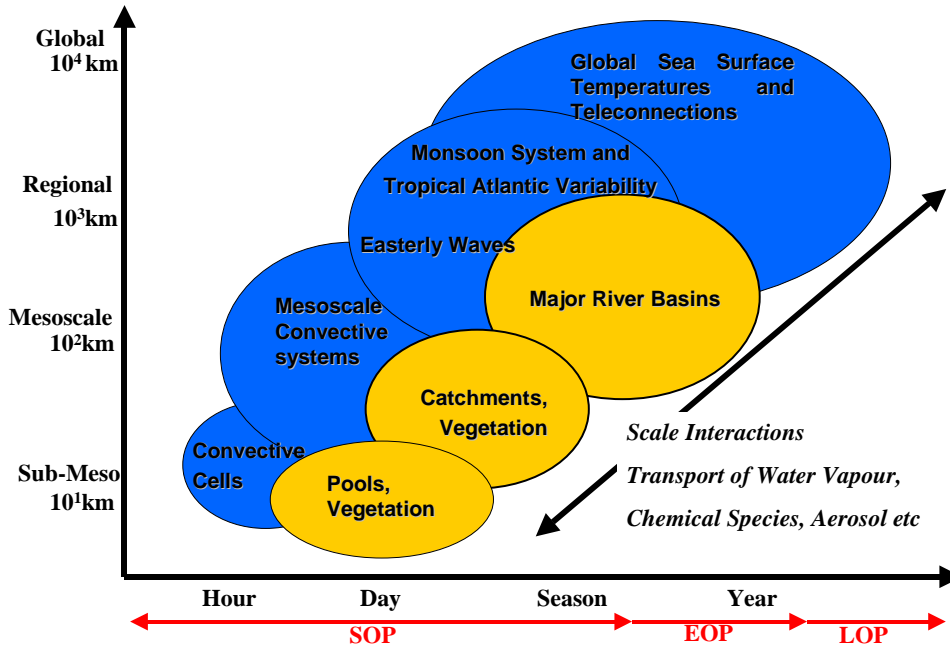 Global
10⁴ km
Global Sea Surface
Temperatures and
Teleconnections
Monsoon System and
Tropical Atlantic Variability
Regional
10³km
Easterly Waves
Major River Basins
Mesoscale
10²km
Mesoscale
Convective
systems
Catchments,
Vegetation
Scale Interactions
Transport of Water Vapour,
Chemical Species, Aerosol etc
Convective
Cells
Sub-Meso
10¹km
Pools,
Vegetation
Hour Day Season Year
SOP EOP LOP